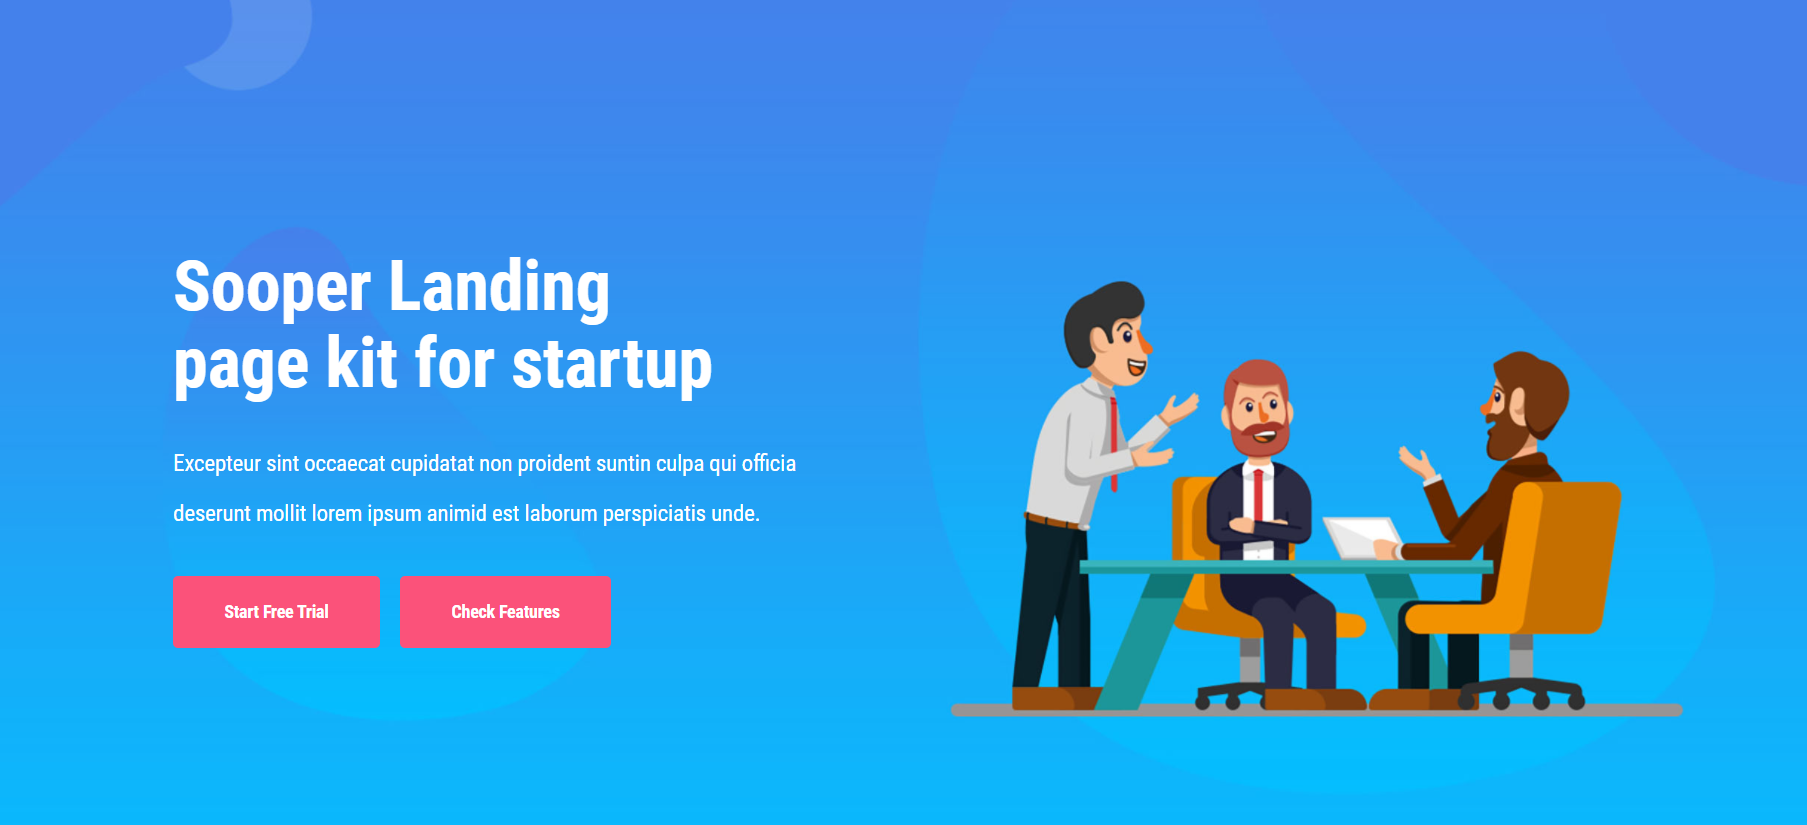 Sooper Landing
page kit for startup
Excepteur sint occaecat cupidatat non proident suntin culpa qui officia
deserunt mollit lorem ipsum animid est laborum perspiciatis unde.
Start Free Trial
Check Features